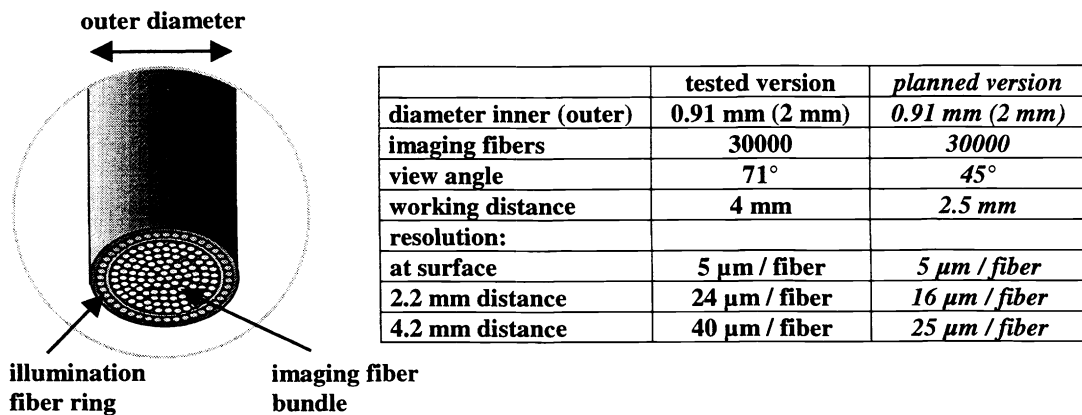 outer diameter
tested version planned version
diameter inner (outer) 0.91 mm (2 mm) 0.91 mm (2 mm)
imaging fibers 30000 30000
view angle 71° 45°
working distance 4 mm 2.5 mm
resolution:
at surface 5 µm / fiber 5 µm / fiber
2.2 mm distance 24 µm / fiber 16 µm / fiber
4.2 mm distance 40 µm / fiber 25 µm / fiber
illumination
fiber ring
imaging fiber
bundle